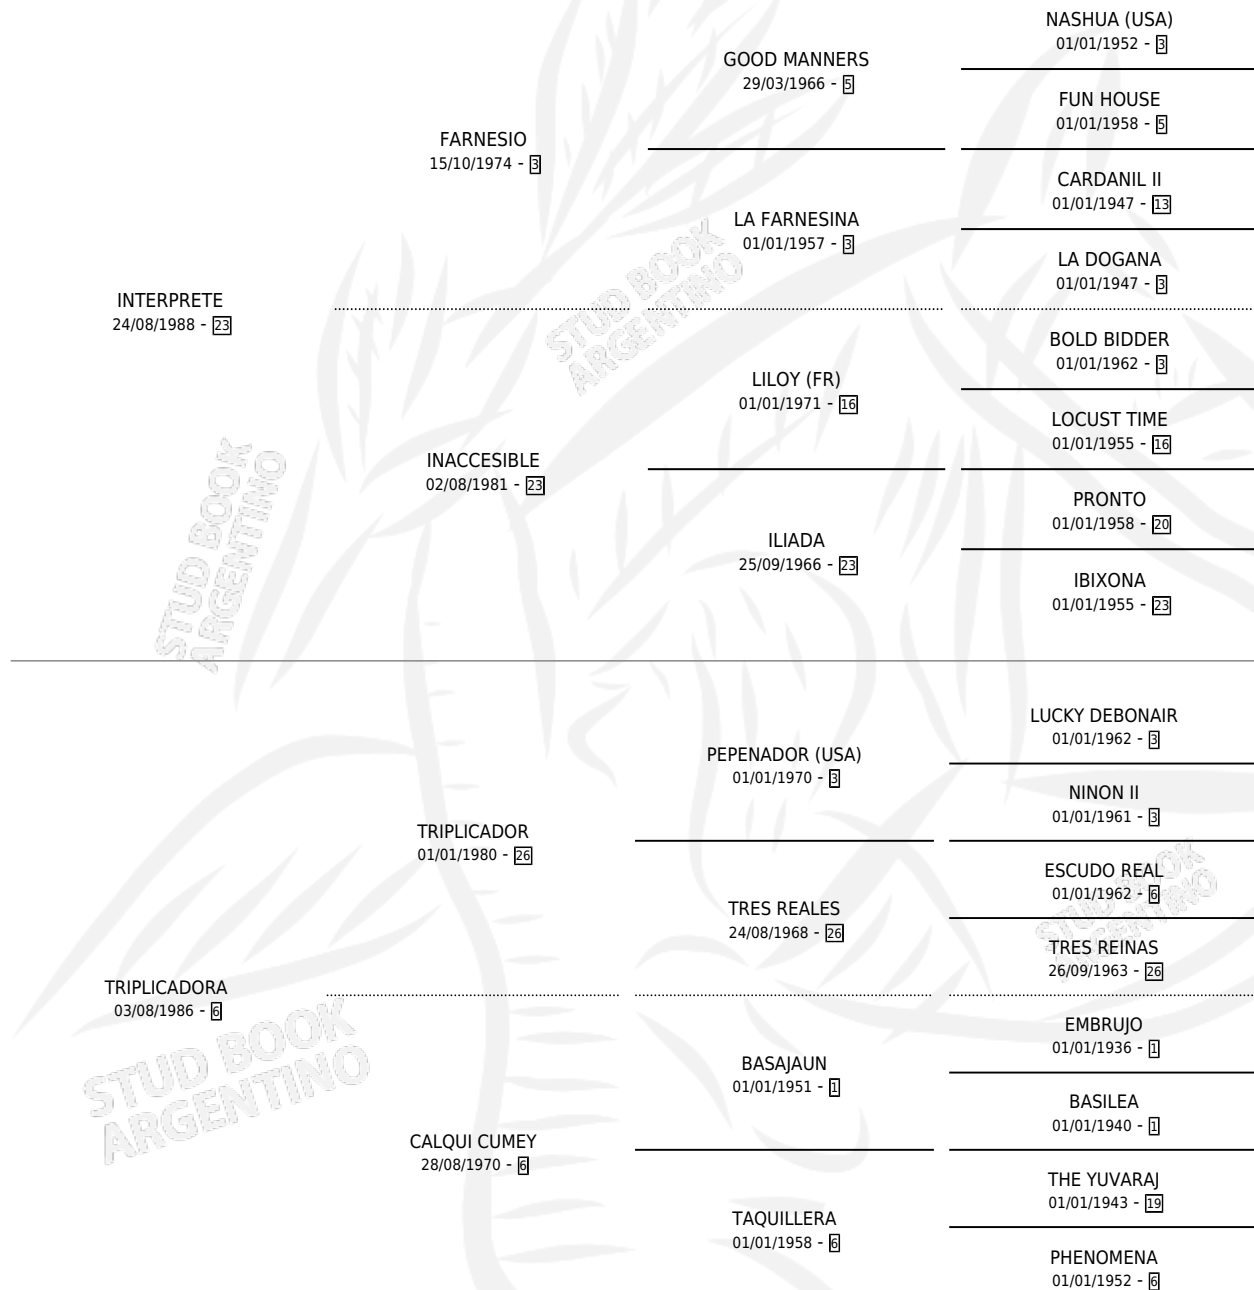 NASHUA (USA)
01/01/1952 - 3
GOOD MANNERS
29/03/1966 - 5
FUN HOUSE
01/01/1958 - 5
FARNESIO
15/10/1974 - 3
CARDANIL II
01/01/1947 - 13
LA FARNESINA
01/01/1957 - 3
LA DOGANA
01/01/1947 - 3
INTERPRETE
24/08/1988 - 23
BOLD BIDDER
01/01/1962 - 3
LILOY (FR)
01/01/1971 - 16
LOCUST TIME
01/01/1955 - 16
INACCESIBLE
02/08/1981 - 23
PRONTO
01/01/1958 - 20
ILIADA
25/09/1966 - 23
IBIXONA
01/01/1955 - 23
LUCKY DEBONAIR
01/01/1962 - 3
PEPENADOR (USA)
01/01/1970 - 3
NINON II
01/01/1961 - 3
TRIPLICADOR
01/01/1980 - 26
ESCUDO REAL
01/01/1962 - 6
TRES REALES
24/08/1968 - 26
TRES REINAS
26/09/1963 - 26
TRIPLICADORA
03/08/1986 - 6
EMBRUJO
01/01/1936 - 1
BASAJAUN
01/01/1951 - 1
BASILEA
01/01/1940 - 1
CALQUI CUMEY
28/08/1970 - 6
THE YUVARAJ
01/01/1943 - 19
TAQUILLERA
01/01/1958 - 6
PHENOMENA
01/01/1952 - 6
STUD BOOK
ARGENTINO
STUD BOOK
ARGENTINO
STUD BOOK
ARGENTINO
STUD BOOK
ARGENTINO